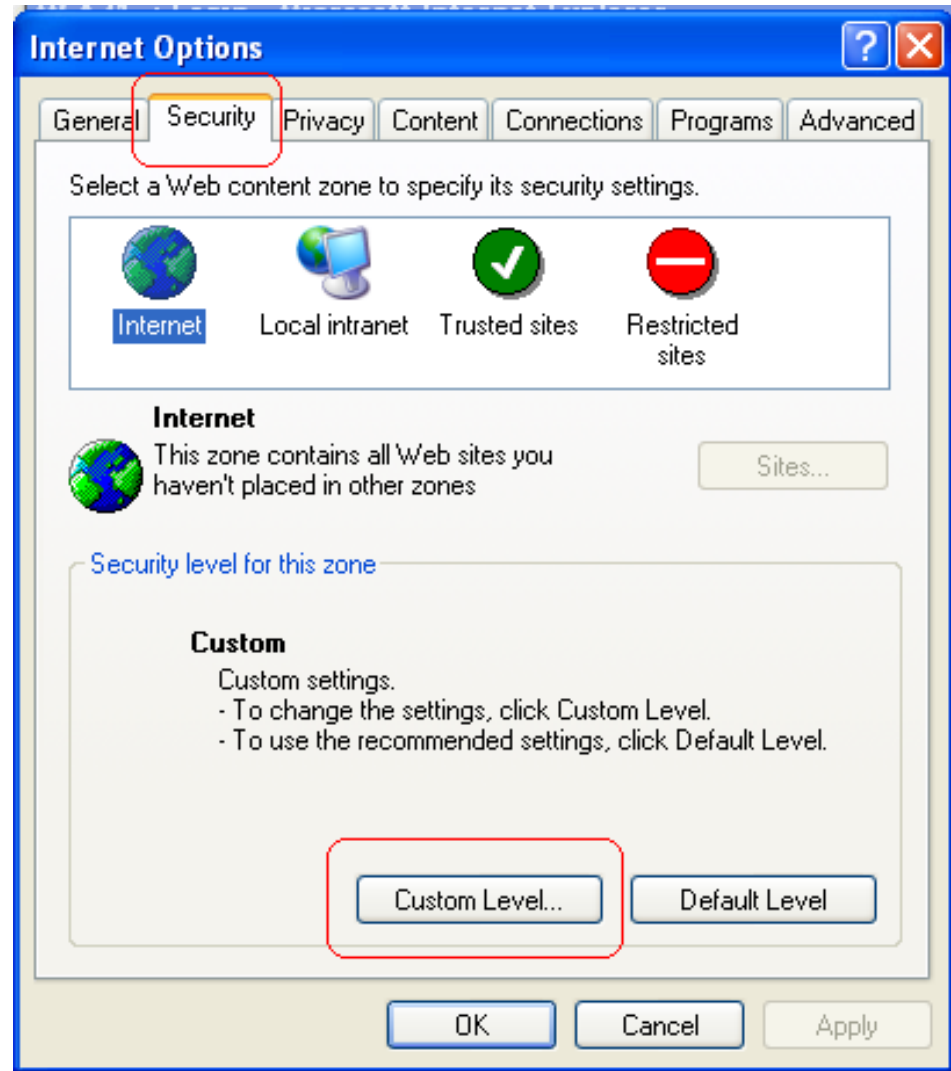 Internet Options
General Security Privacy Content Connections Programs Advanced
Select a Web content zone to specify its security settings.
Internet Local intranet Trusted sites Restricted
sites
Internet
This zone contains all Web sites you
haven't placed in other zones
Sites...
Security level for this zone
Custom
Custom settings.
- To change the settings, click Custom Level.
- To use the recommended settings, click Default Level.
Custom Level... Default Level
OK Cancel Apply